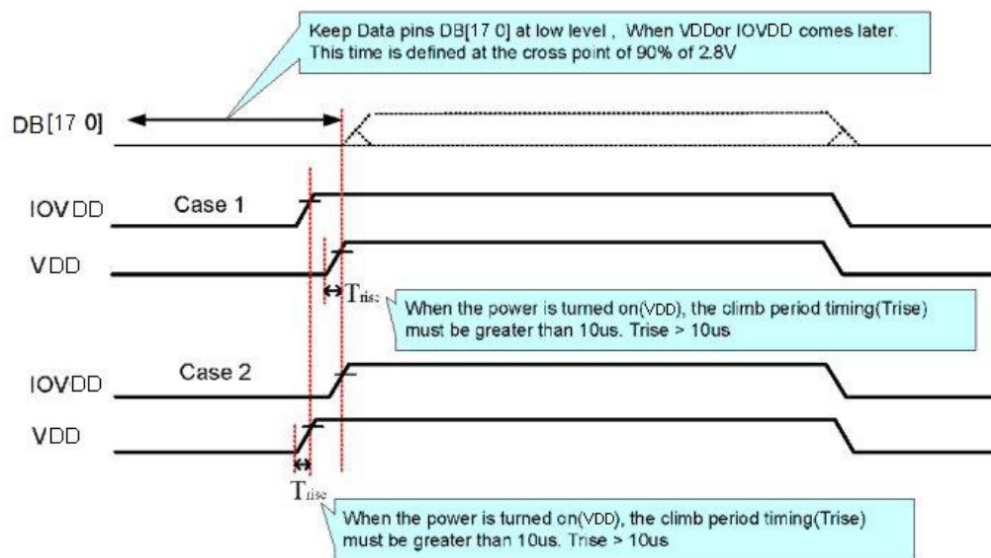 Keep Data pins DB[17 0] at low level , When VDDor IOVDD comes later.
This time is defined at the cross point of 90% of 2.8V
DB[17 0]
IOVDD
Case 1
VDD
Trise
When the power is turned on(VDD), the climb period timing(Trise)
must be greater than 10us. Trise > 10us
Case 2
IOVDD
VDD
Trise
When the power is turned on(VDD), the climb period timing(Trise)
must be greater than 10us. Trise > 10us